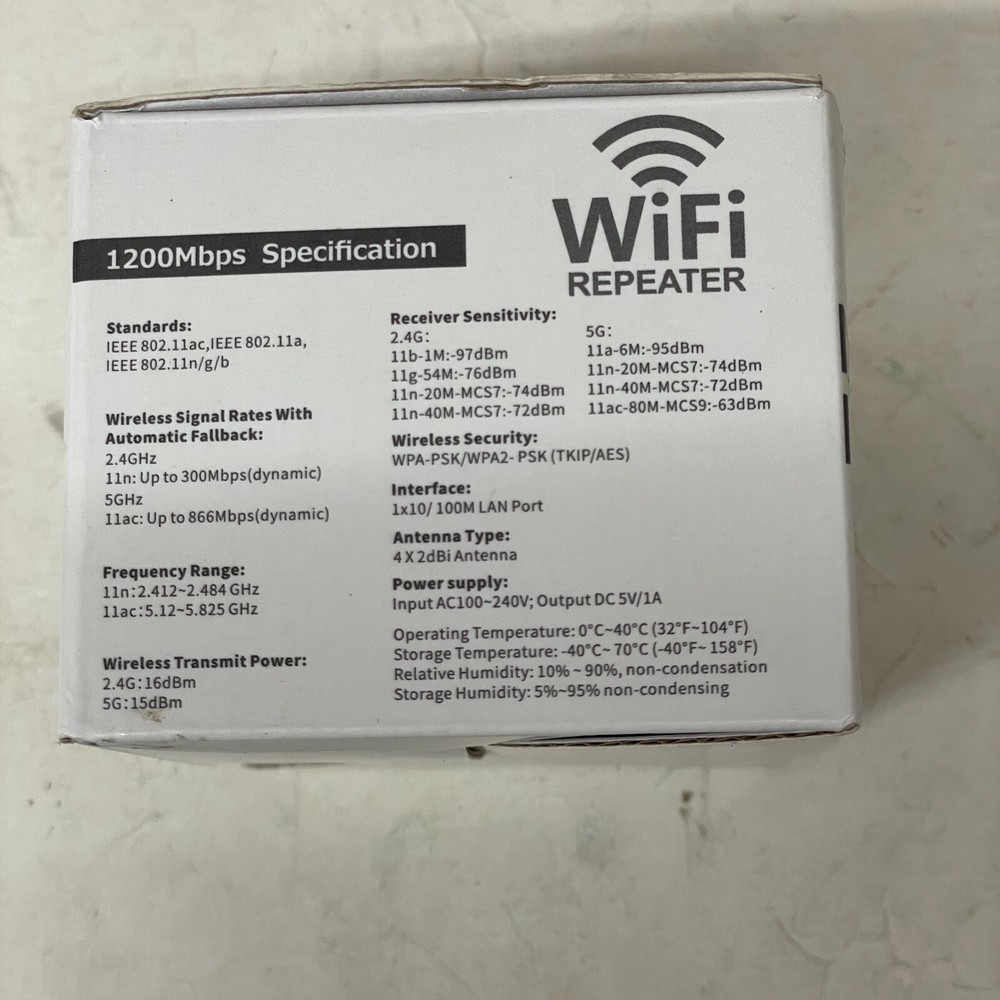 WiFi
REPEATER
1200Mbps Specification
Standards:
IEEE 802.11ac,IEEE 802.11a,
IEEE 802.11n/g/b
Wireless Signal Rates With
Automatic Fallback:
2.4GHz
11n: Up to 300Mbps(dynamic)
5GHz
11ac: Up to 866Mbps(dynamic)
Frequency Range:
11n:2.412~2.484 GHz
11ac:5.12~5.825 GHz
Wireless Transmit Power:
2.4G:16dBm
5G:15dBm
Receiver Sensitivity:
2.4G:
11b-1M:-97dBm
11g-54M:-76dBm
11n-20M-MCS7:-74dBm
11n-40M-MCS7:-72dBm
5G:
11a-6M:-95dBm
11n-20M-MCS7:-74dBm
11n-40M-MCS7:-72dBm
11ac-80M-MCS9:-63dBm
Wireless Security:
WPA-PSK/WPA2- PSK (TKIP/AES)
Interface:
1x10/ 100M LAN Port
Antenna Type:
4 X 2dBi Antenna
Power supply:
Input AC100~240V; Output DC 5V/1A
Operating Temperature: 0°C~40°C (32°F~104°F)
Storage Temperature: -40°C~ 70°C (-40°F~ 158°F)
Relative Humidity: 10% ~ 90%, non-condensation
Storage Humidity: 5%~95% non-condensing